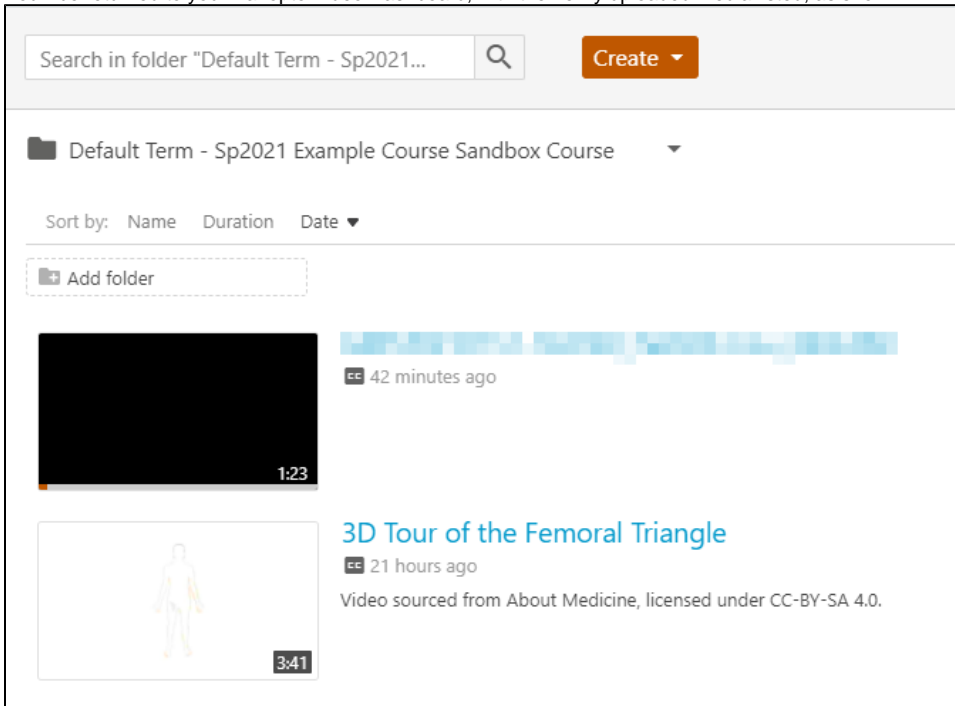 Search in folder "Default Term - Sp2021...
Create
Default Term - Sp2021 Example Course Sandbox Course
Sort by: Name Duration Date
Add folder
CC 42 minutes ago
1:23
3D Tour of the Femoral Triangle
CC 21 hours ago
Video sourced from About Medicine, licensed under CC-BY-SA 4.0.
3:41